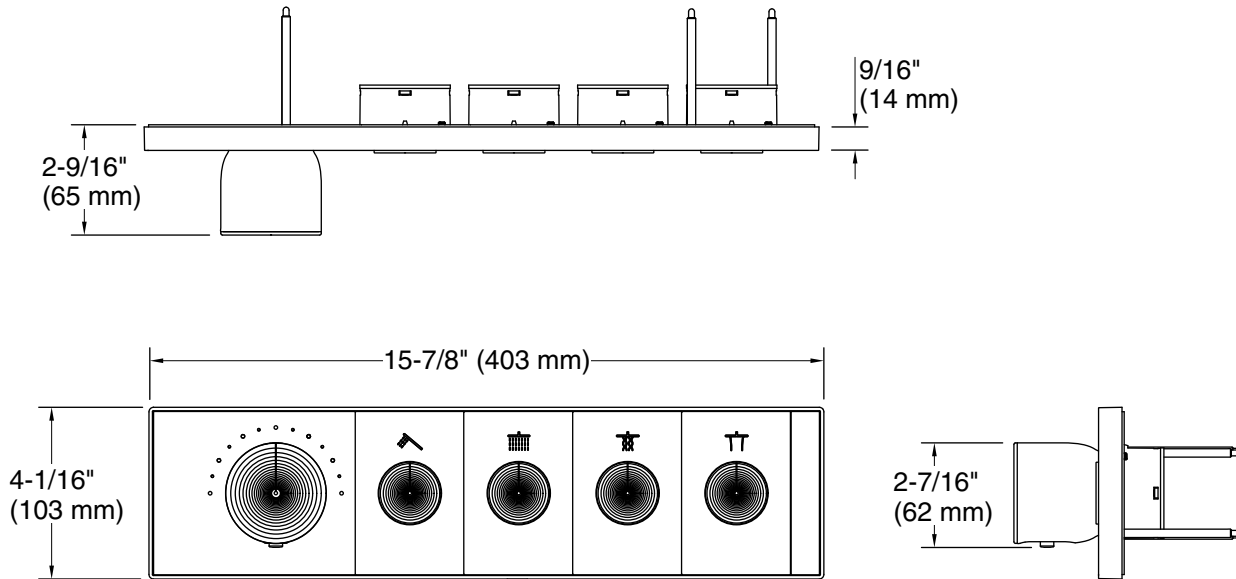 9/16"
(14 mm)
2-9/16"
(65 mm)
15-7/8" (403 mm)
4-1/16"
(103 mm)
2-7/16"
(62 mm)